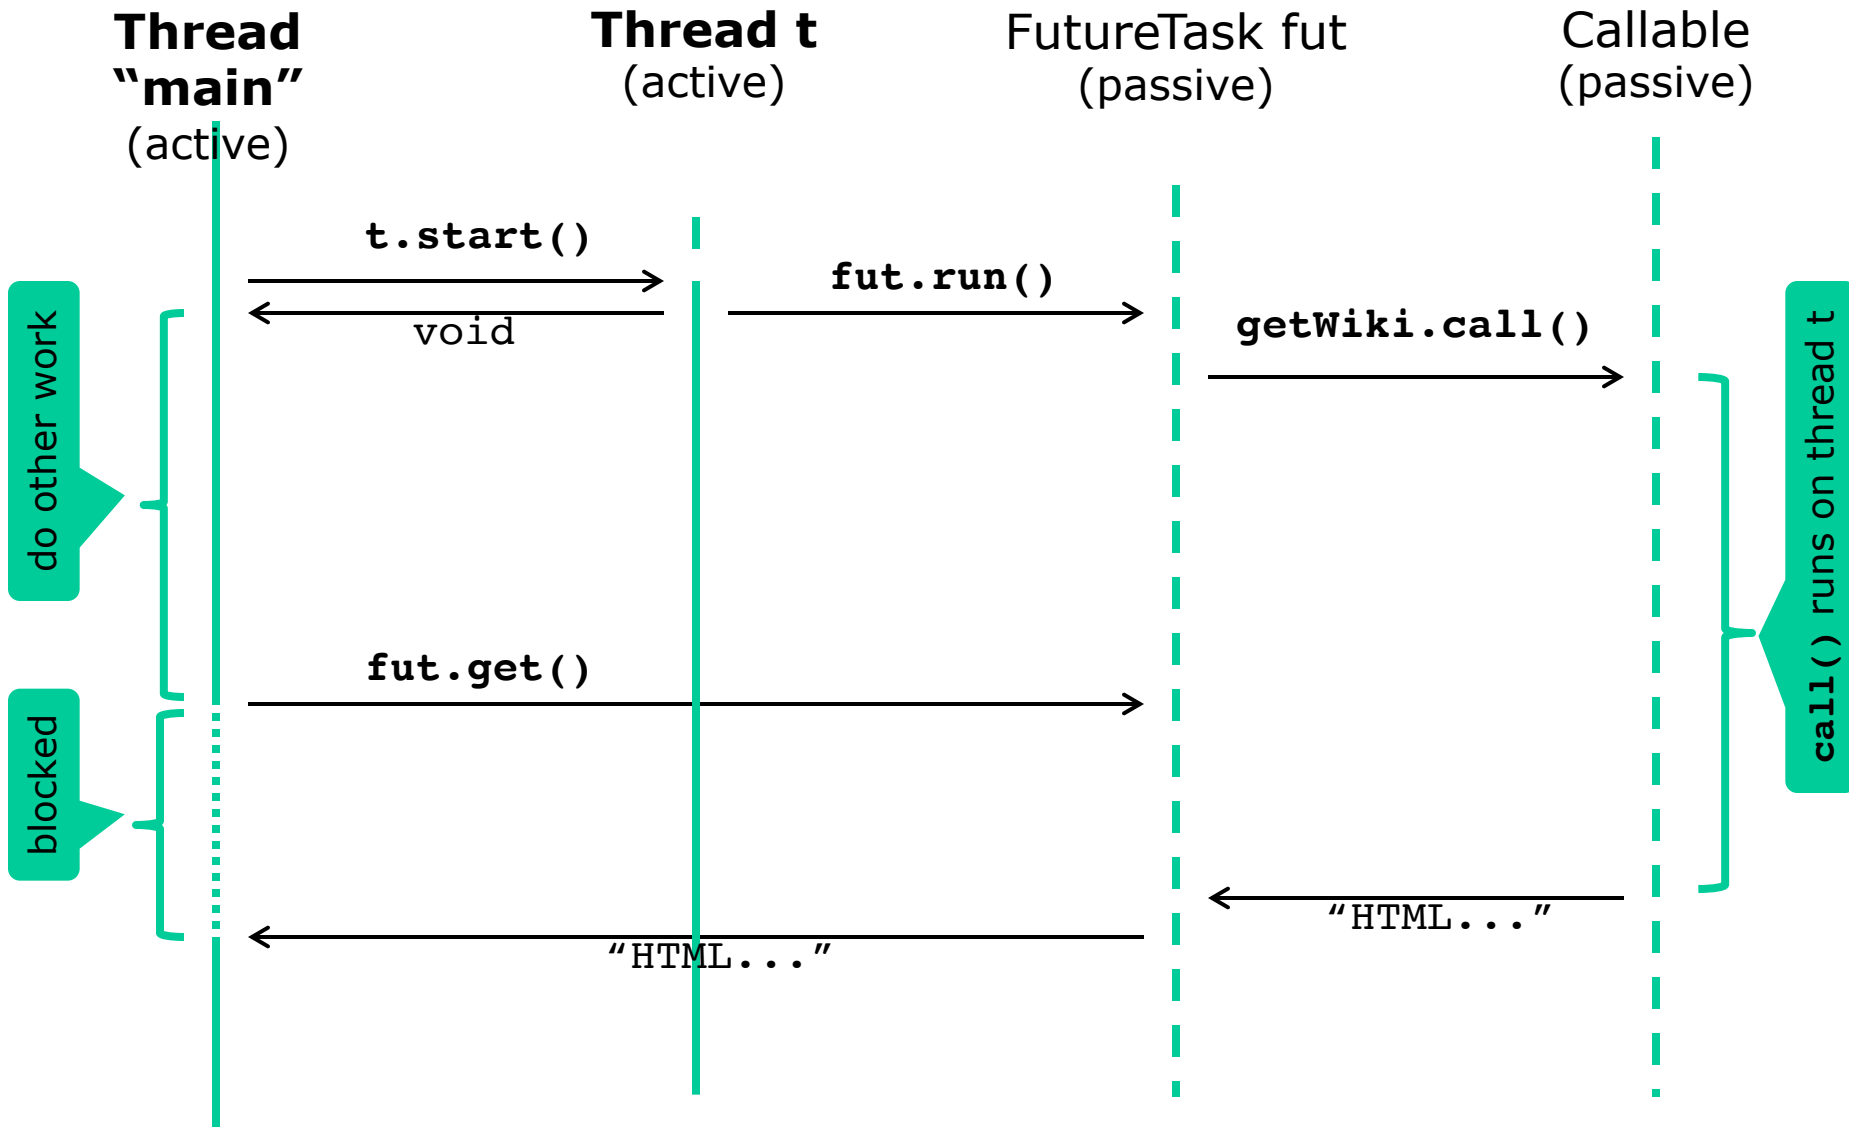 Thread
“main”
(active)
Thread t
(active)
FutureTask fut
(passive)
Callable
(passive)
t.start()
void
fut.run()
getWiki.call()
do other work
fut.get()
blocked
call() runs on thread t
“HTML...”
“HTML...”